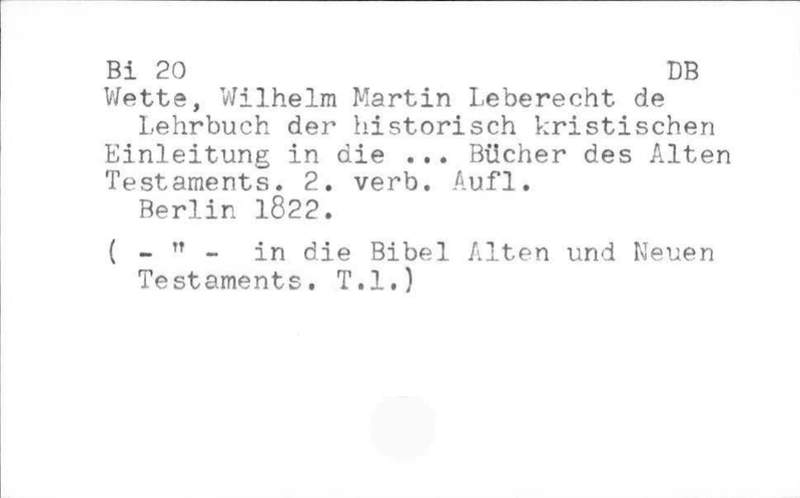 Bi 20 DB
Wette, Wilhelm Martin Leberecht de
Lehrbuch der historisch kristischen
Einleitung in die ... Bücher des Alten
Testaments. 2. verb. Aufl.
Berlin 1822.
( - " - in die Bibel Alten und Neuen
Testaments. T.l.)